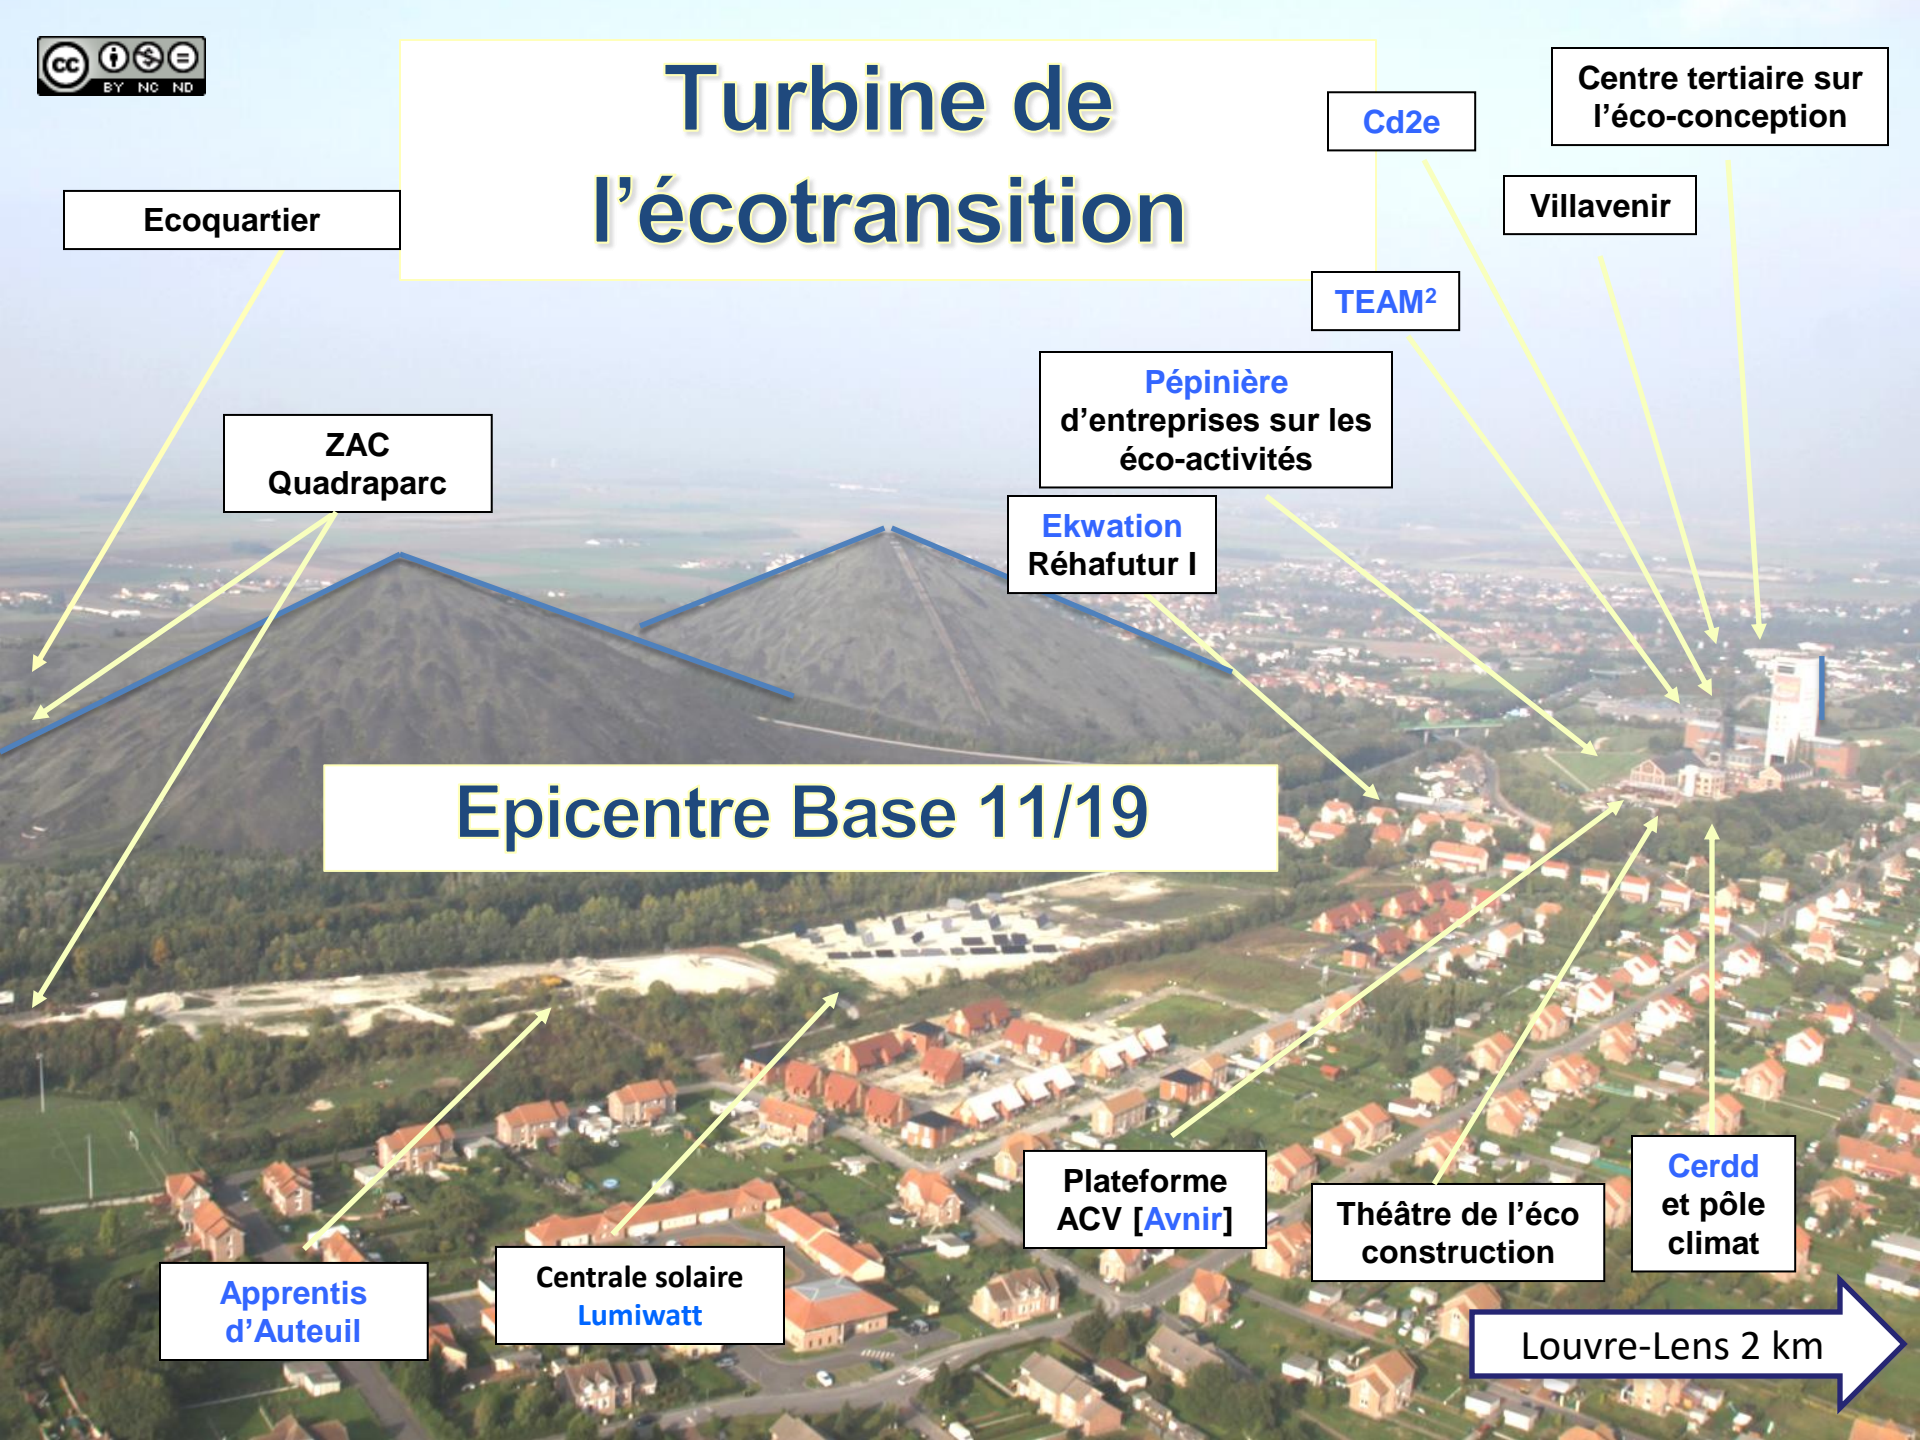 cc
BY NC ND
Turbine de
l’écotransition
Centre tertiaire sur
l’éco-conception
Cd2e
Villavenir
Ecoquartier
TEAM²
Pépinière
d’entreprises sur les
éco-activités
ZAC
Quadraparc
Ekwation
Réhafutur I
Epicentre Base 11/19
Plateforme
ACV [Avnir]
Théâtre de l’éco
construction
Cerdd
et pôle
climat
Apprentis
d’Auteuil
Centrale solaire
Lumiwatt
Louvre-Lens 2 km